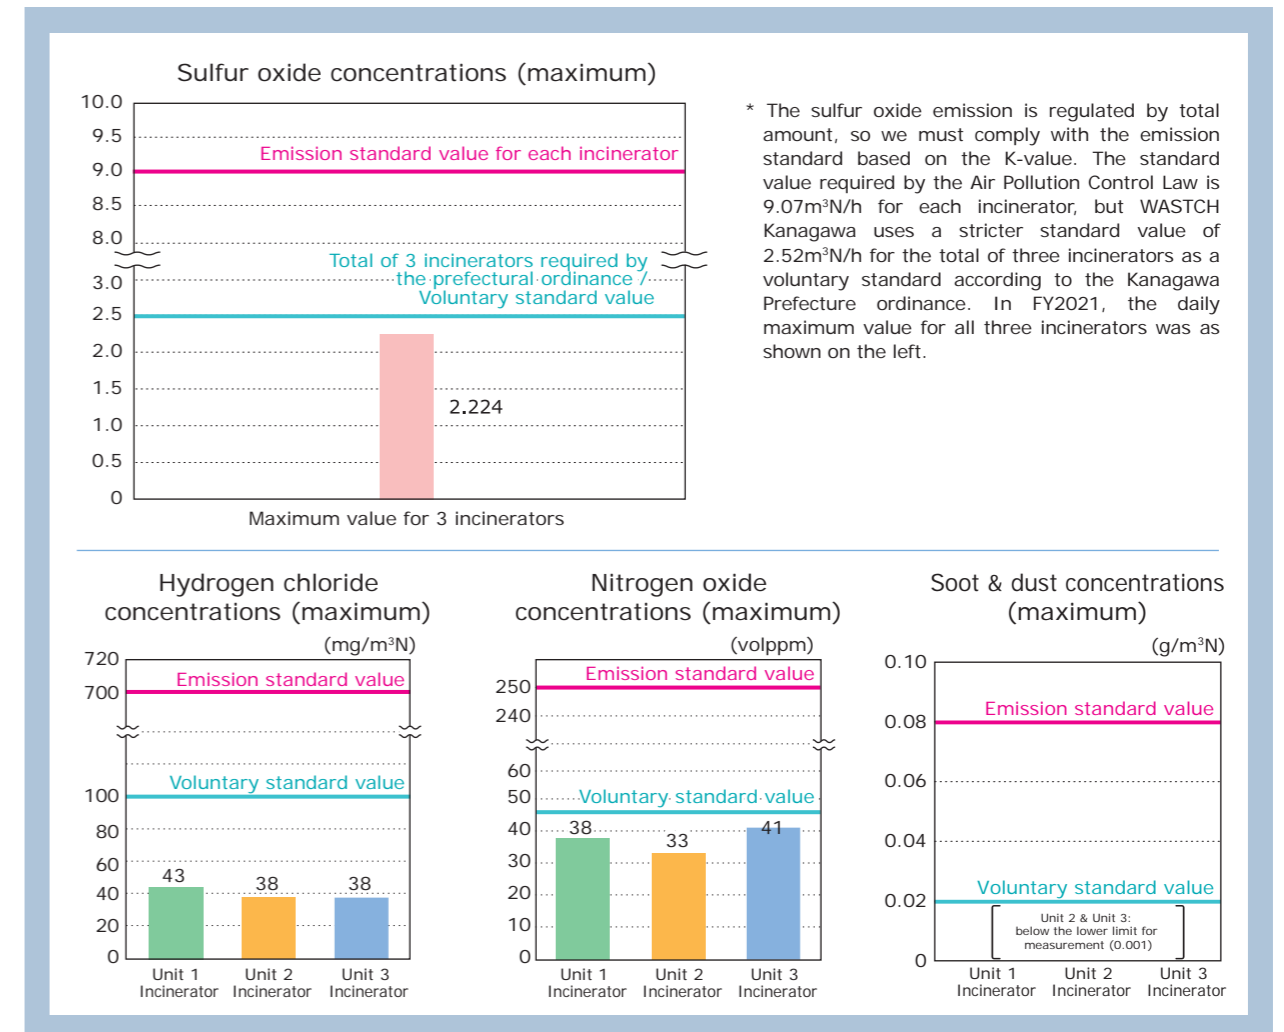 Sulfur oxide concentrations (maximum)
10.0
9.5
Emission standard value for each incinerator
9.0
8.5
8.0
Total of 3 incinerators required by
the prefectural ordinance /
Voluntary standard value
3.0
2.5
2.0
1.5
2.224
1.0
0.5
0
Maximum value for 3 incinerators
* The sulfur oxide emission is regulated by total
amount, so we must comply with the emission
standard based on the K-value. The standard
value required by the Air Pollution Control Law is
9.07m³N/h for each incinerator, but WASTCH
Kanagawa uses a stricter standard value of
2.52m³N/h for the total of three incinerators as a
voluntary standard according to the Kanagawa
Prefecture ordinance. In FY2021, the daily
maximum value for all three incinerators was as
shown on the left.
Hydrogen chloride
concentrations (maximum)
(mg/m³N)
720
Emission standard value
700
Voluntary standard value
100
80
60
40
20
0
43
38
38
Unit 1
Incinerator
Unit 2
Incinerator
Unit 3
Incinerator
Nitrogen oxide
concentrations (maximum)
(volppm)
Emission standard value
250
240
60
50
Voluntary standard value
40
30
20
10
0
38
33
41
Unit 1
Incinerator
Unit 2
Incinerator
Unit 3
Incinerator
Soot & dust concentrations
(maximum)
(g/m³N)
0.10
Emission standard value
0.08
0.06
0.04
Voluntary standard value
0.02
Unit 2 & Unit 3:
below the lower limit for
measurement (0.001)
0
Unit 1
Incinerator
Unit 2
Incinerator
Unit 3
Incinerator